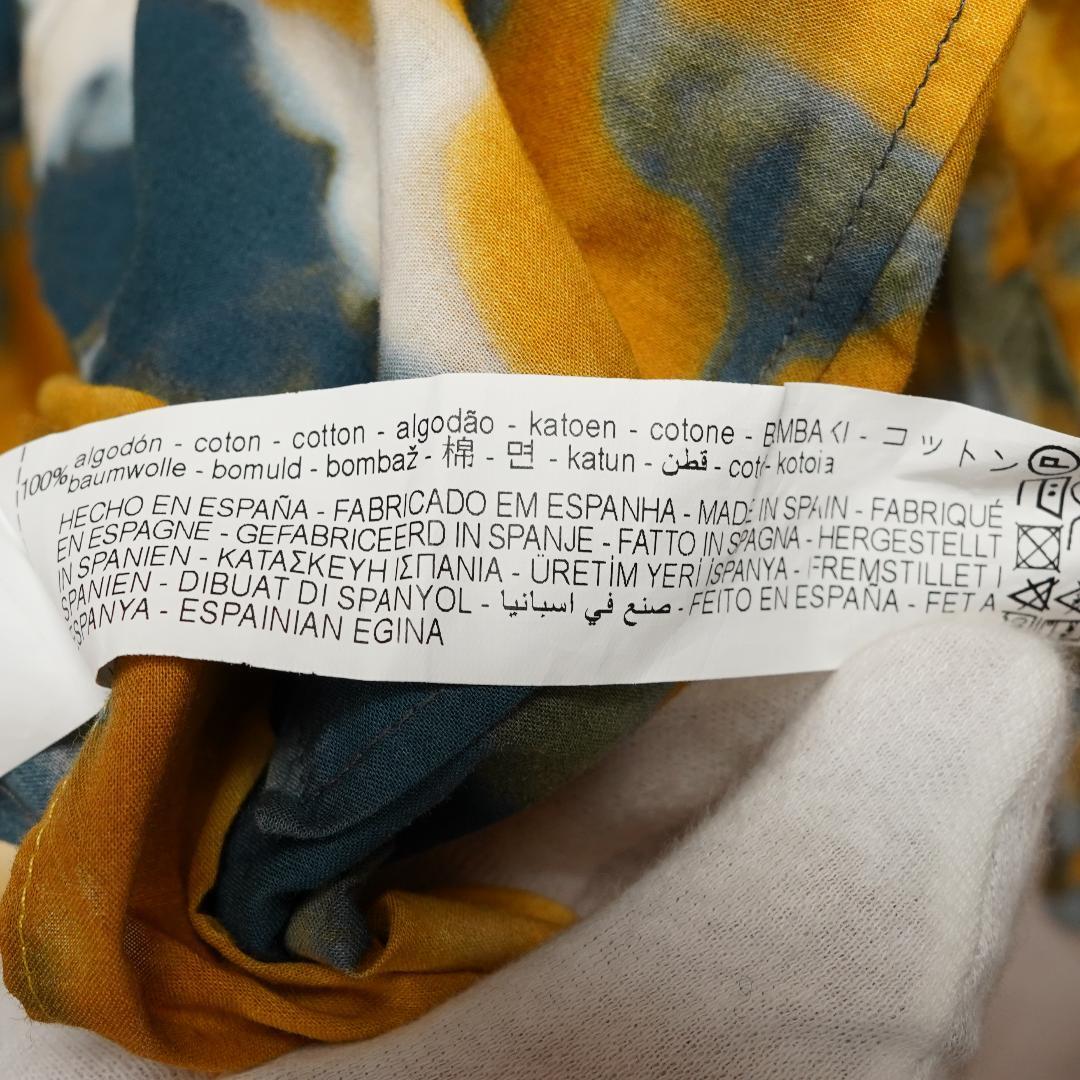 100% algodón - coton - cotton - algodão - katoen - cotone - BAMBAKI - コットン
baumwolle - bomuld - bombaž - 棉 - 면 - katun - قطن - cot - kotoia
HECHO EN ESPAÑA - FABRICADO EM ESPANHA - MADE IN SPAIN - FABRIQUÉ
EN ESPAGNE - GEFABRICEERD IN SPANJE - FATTO IN SPAGNA - HERGESTELLT
IN SPANIEN - ΚΑΤΑΣΚΕΥΗ ΙΣΠΑΝΙΑ - ÜRETİM YERİ İSPANYA - FREMSTILLET I
SPANIEN - DIBUAT DI SPANYOL - صنع في اسبانيا - FEITO EN ESPAÑA - FET A
ESPANYA - ESPAINIAN EGINA